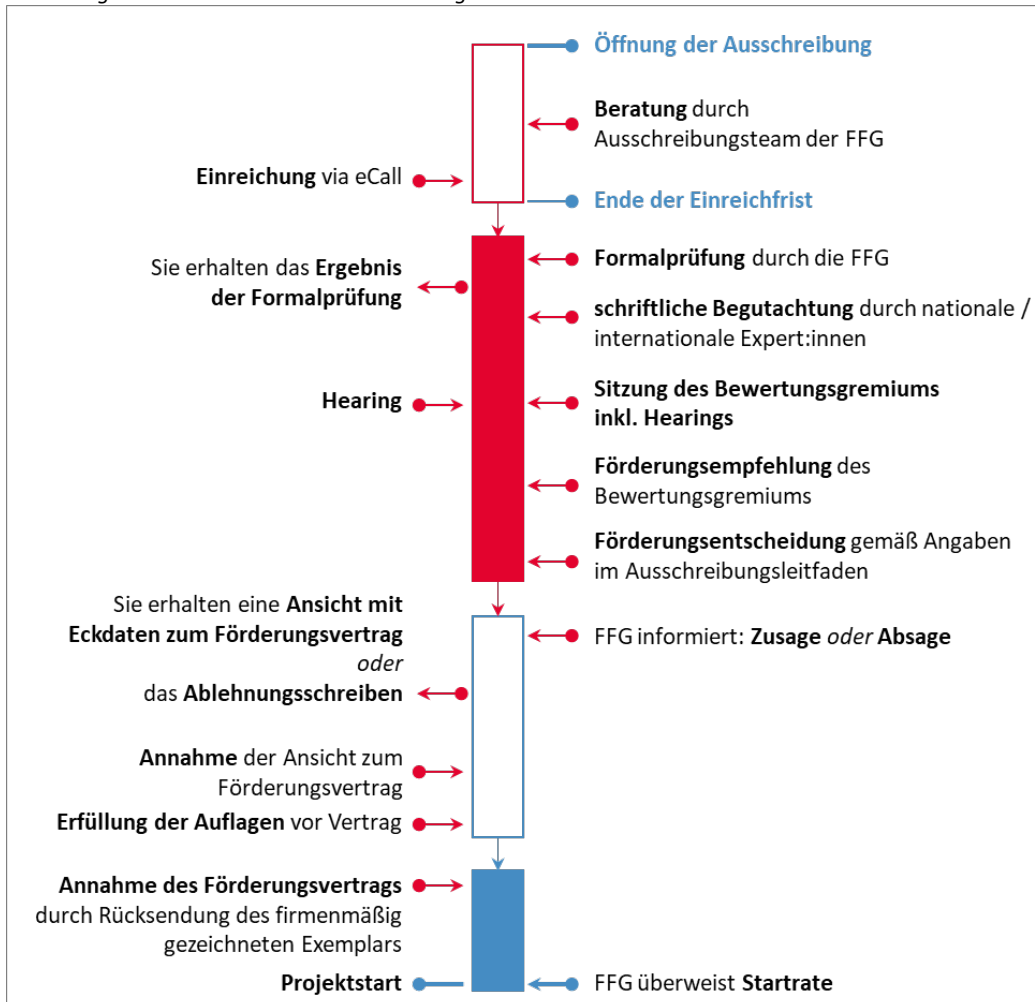 Öffnung der Ausschreibung
Beratung durch
Ausschreibungsteam der FFG
Einreichung via eCall
Ende der Einreichfrist
Formalprüfung durch die FFG
Sie erhalten das Ergebnis
der Formalprüfung
schriftliche Begutachtung durch nationale /
internationale Expert:innen
Hearing
Sitzung des Bewertungsgremiums
inkl. Hearings
Förderungsempfehlung des
Bewertungsgremiums
Förderungsentscheidung gemäß Angaben
im Ausschreibungsleitfaden
Sie erhalten eine Ansicht mit
Eckdaten zum Förderungsvertrag
oder
das Ablehnungsschreiben
FFG informiert: Zusage oder Absage
Annahme der Ansicht zum
Förderungsvertrag
Erfüllung der Auflagen vor Vertrag
Annahme des Förderungsvertrags
durch Rücksendung des firmenmäßig
gezeichneten Exemplars
Projektstart
FFG überweist Startrate